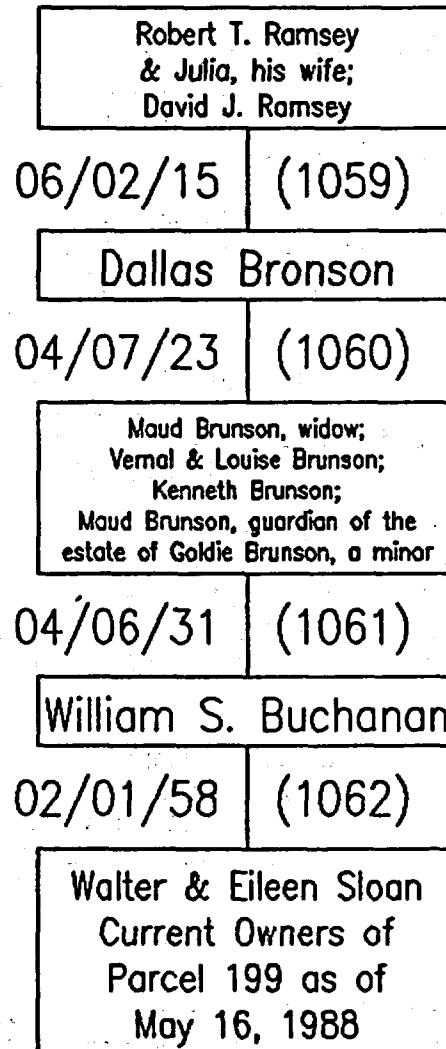 Robert T. Ramsey
& Julia, his wife;
David J. Ramsey
06/02/15 (1059)
Dallas Bronson
04/07/23 (1060)
Maud Brunson, widow;
Vernal & Louise Brunson;
Kenneth Brunson;
Maud Brunson, guardian of the
estate of Goldie Brunson, a minor
04/06/31 (1061)
William S. Buchanan
02/01/58 (1062)
Walter & Eileen Sloan
Current Owners of
Parcel 199 as of
May 16, 1988